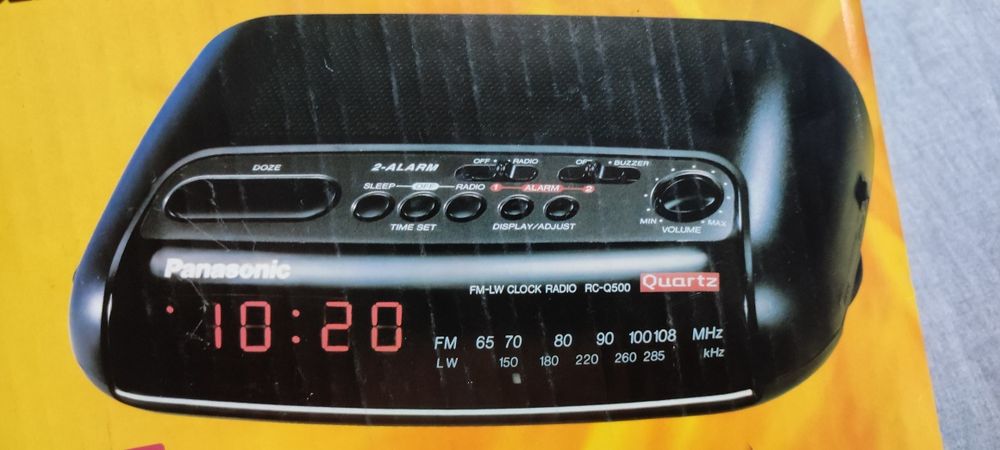 DOZE
2-ALARM
OFF RADIO
OFF BUZZER
SLEEP OFF RADIO 1 ALARM 2
TIME SET
DISPLAY/ADJUST
MIN MAX
VOLUME
Panasonic
FM-LW CLOCK RADIO RC-Q500 Quartz
10:20
FM 65 70 80 90 100 108 MHz
LW 150 180 220 260 285 kHz